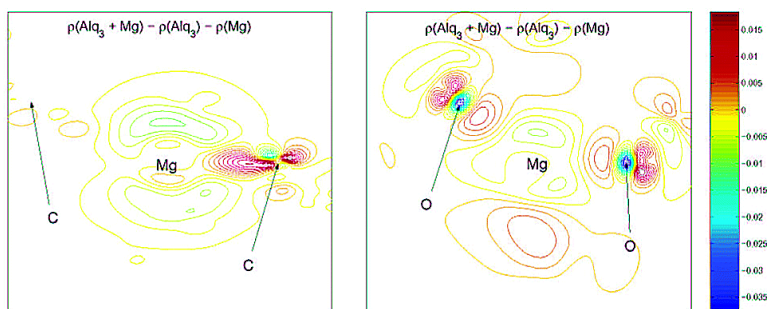 ρ(Alq₃ + Mg) – ρ(Alq₃) – ρ(Mg)
Mg
C
C
ρ(Alq₃ + Mg) – ρ(Alq₃) – ρ(Mg)
Mg
O
O
0.015
0.01
0.005
0
-0.005
-0.01
-0.015
-0.02
-0.025
-0.03
-0.035